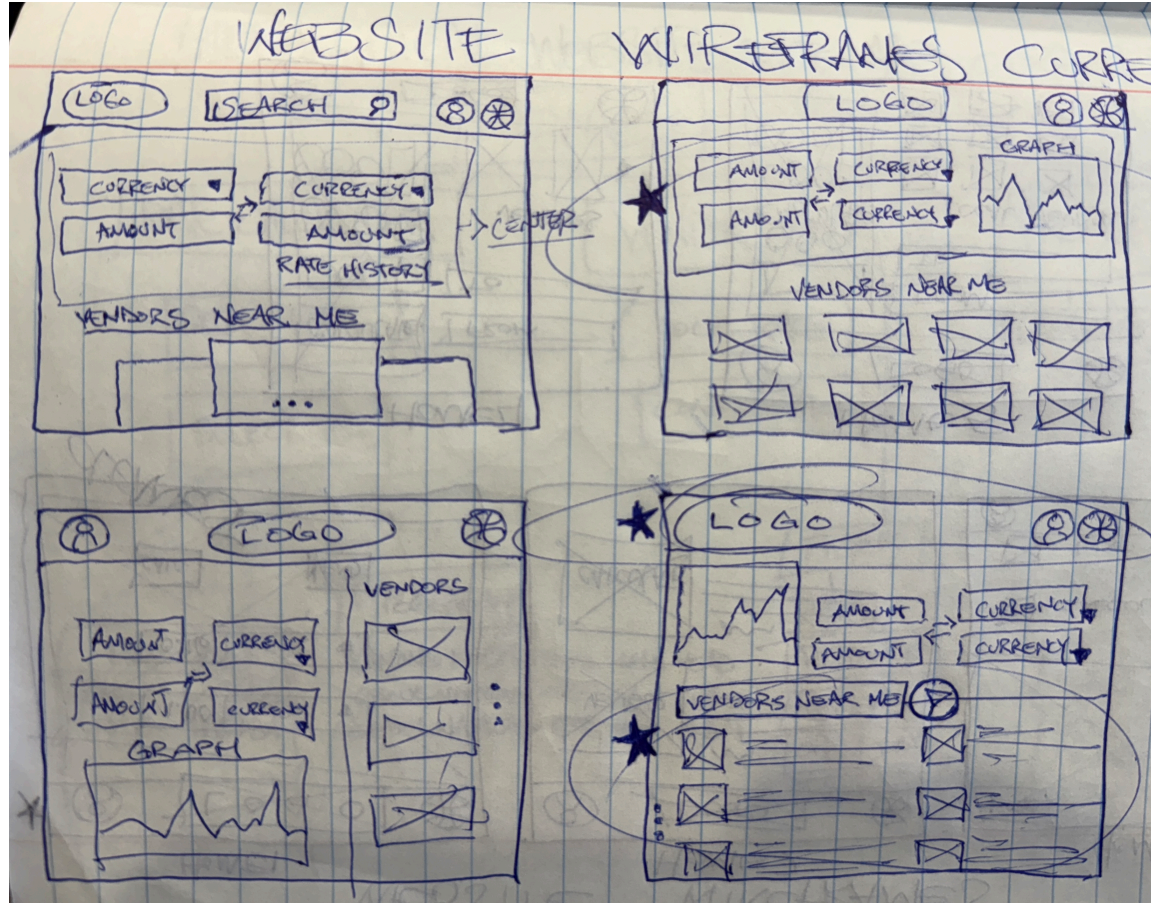 WEBSITE WIREFRAMES CURRE
LOGO SEARCH
CURRENCY CURRENCY
AMOUNT AMOUNT
RATE HISTORY
CENTER
VENDORS NEAR ME
LOGO
GRAPH
AMOUNT CURRENCY
AMOUNT CURRENCY
VENDORS NEAR ME
LOGO
VENDORS
AMOUNT CURRENCY
AMOUNT CURRENCY
GRAPH
LOGO
AMOUNT CURRENCY
AMOUNT CURRENCY
VENDORS NEAR ME